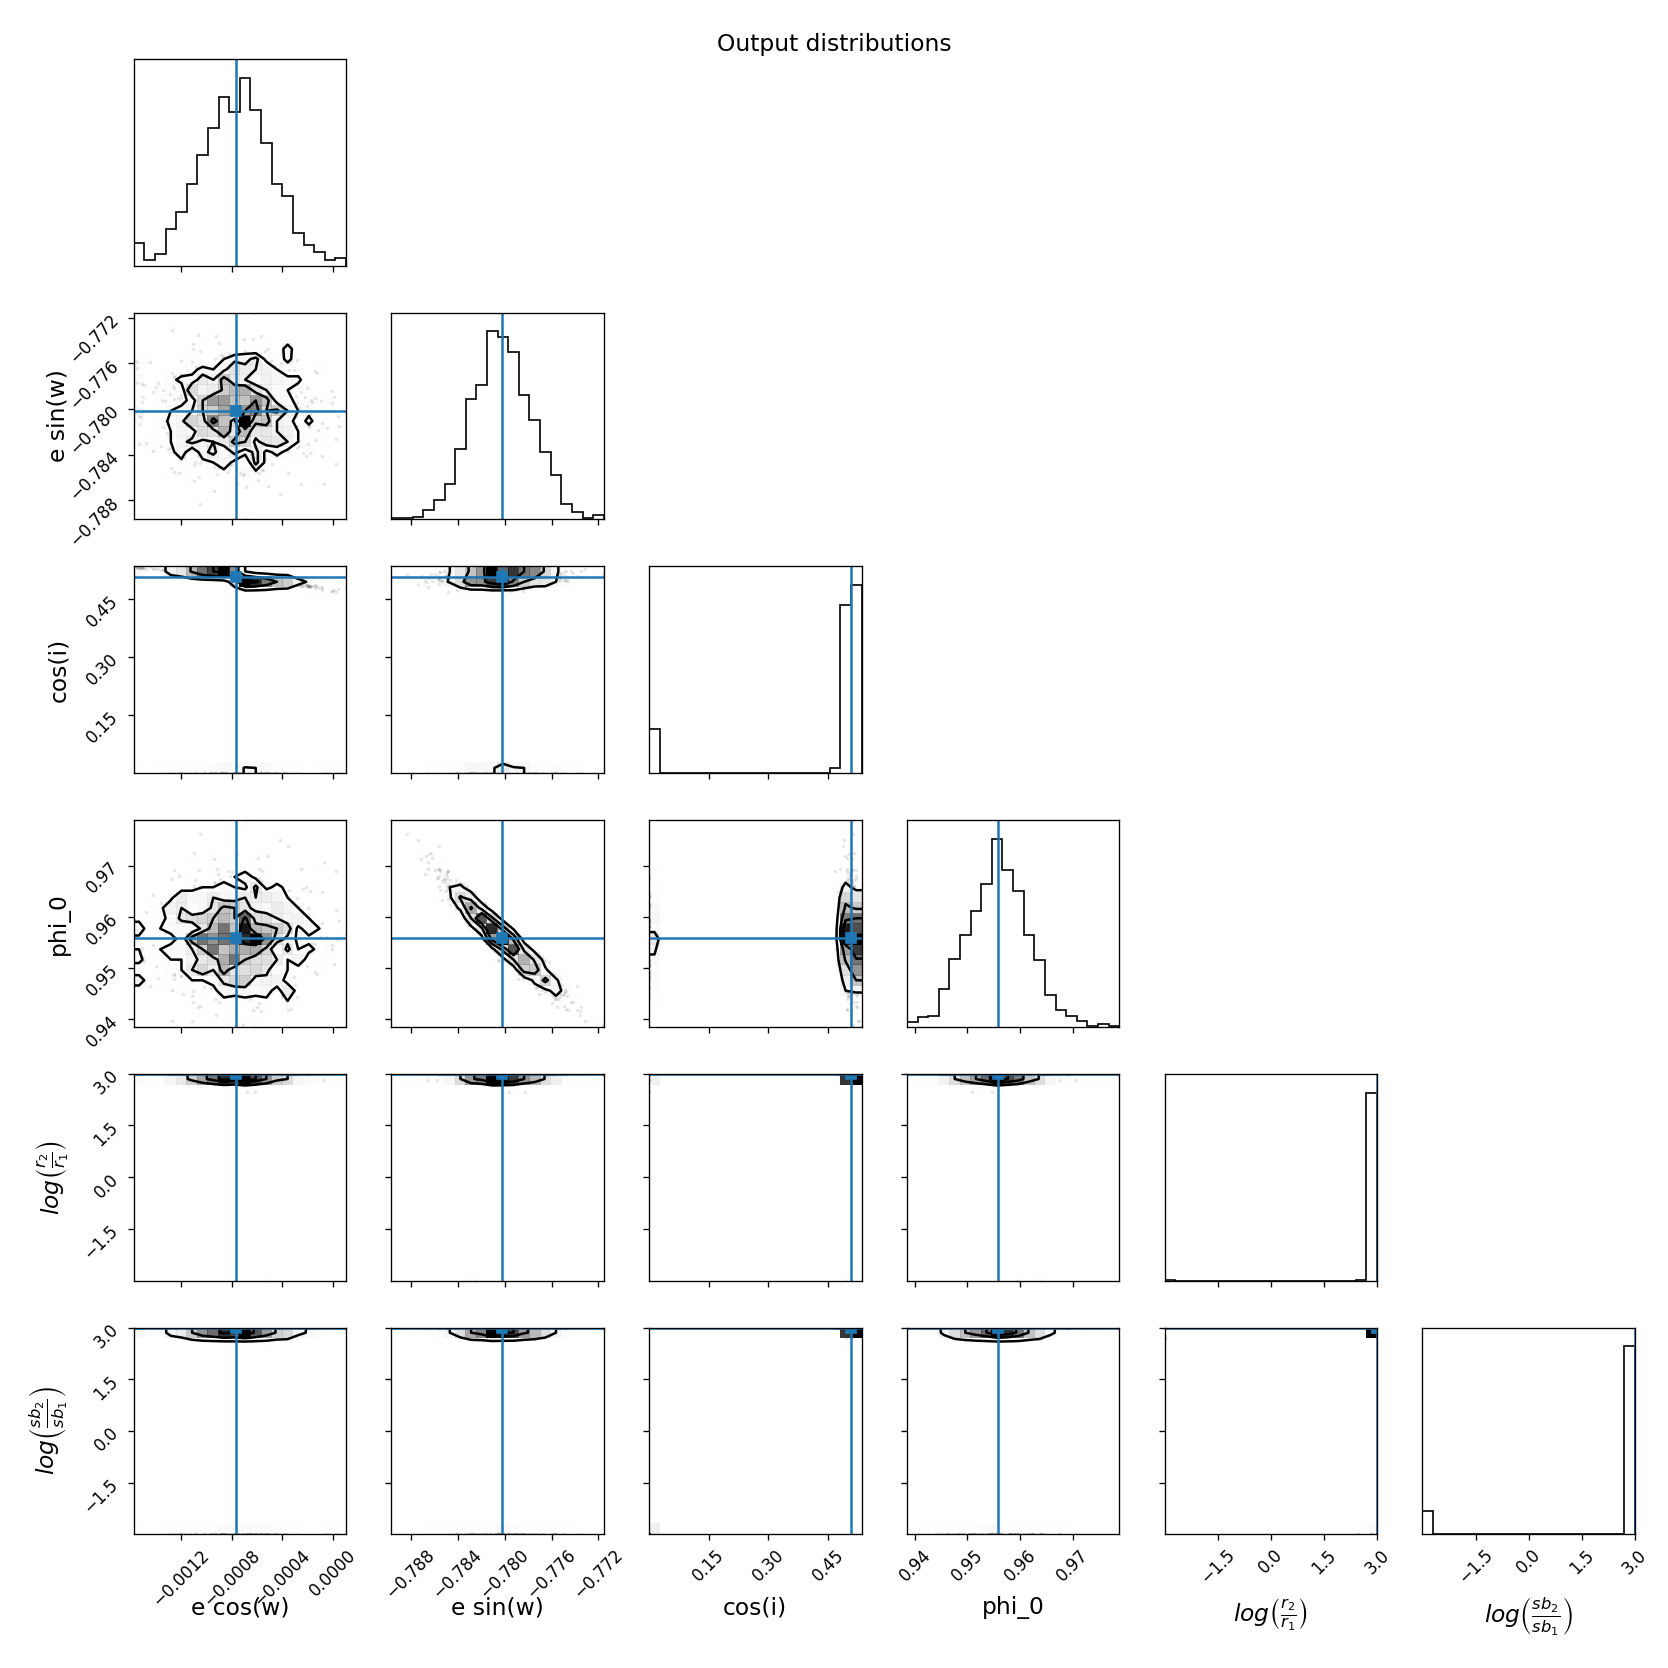 Output distributions
e sin(w)
−0.772
−0.776
−0.780
−0.784
−0.788
cos(i)
0.45
0.30
0.15
phi_0
0.97
0.96
0.95
0.94
log(r₂/r₁)
3.0
1.5
0.0
−1.5
log(sb₂/sb₁)
3.0
1.5
0.0
−1.5
−0.0012 −0.0008 −0.0004 0.0000
−0.788 −0.784 −0.780 −0.776 −0.772
0.15 0.30 0.45
0.94 0.95 0.96 0.97
−1.5 0.0 1.5 3.0
−1.5 0.0 1.5 3.0
e cos(w)
e sin(w)
cos(i)
phi_0
log(r₂/r₁)
log(sb₂/sb₁)